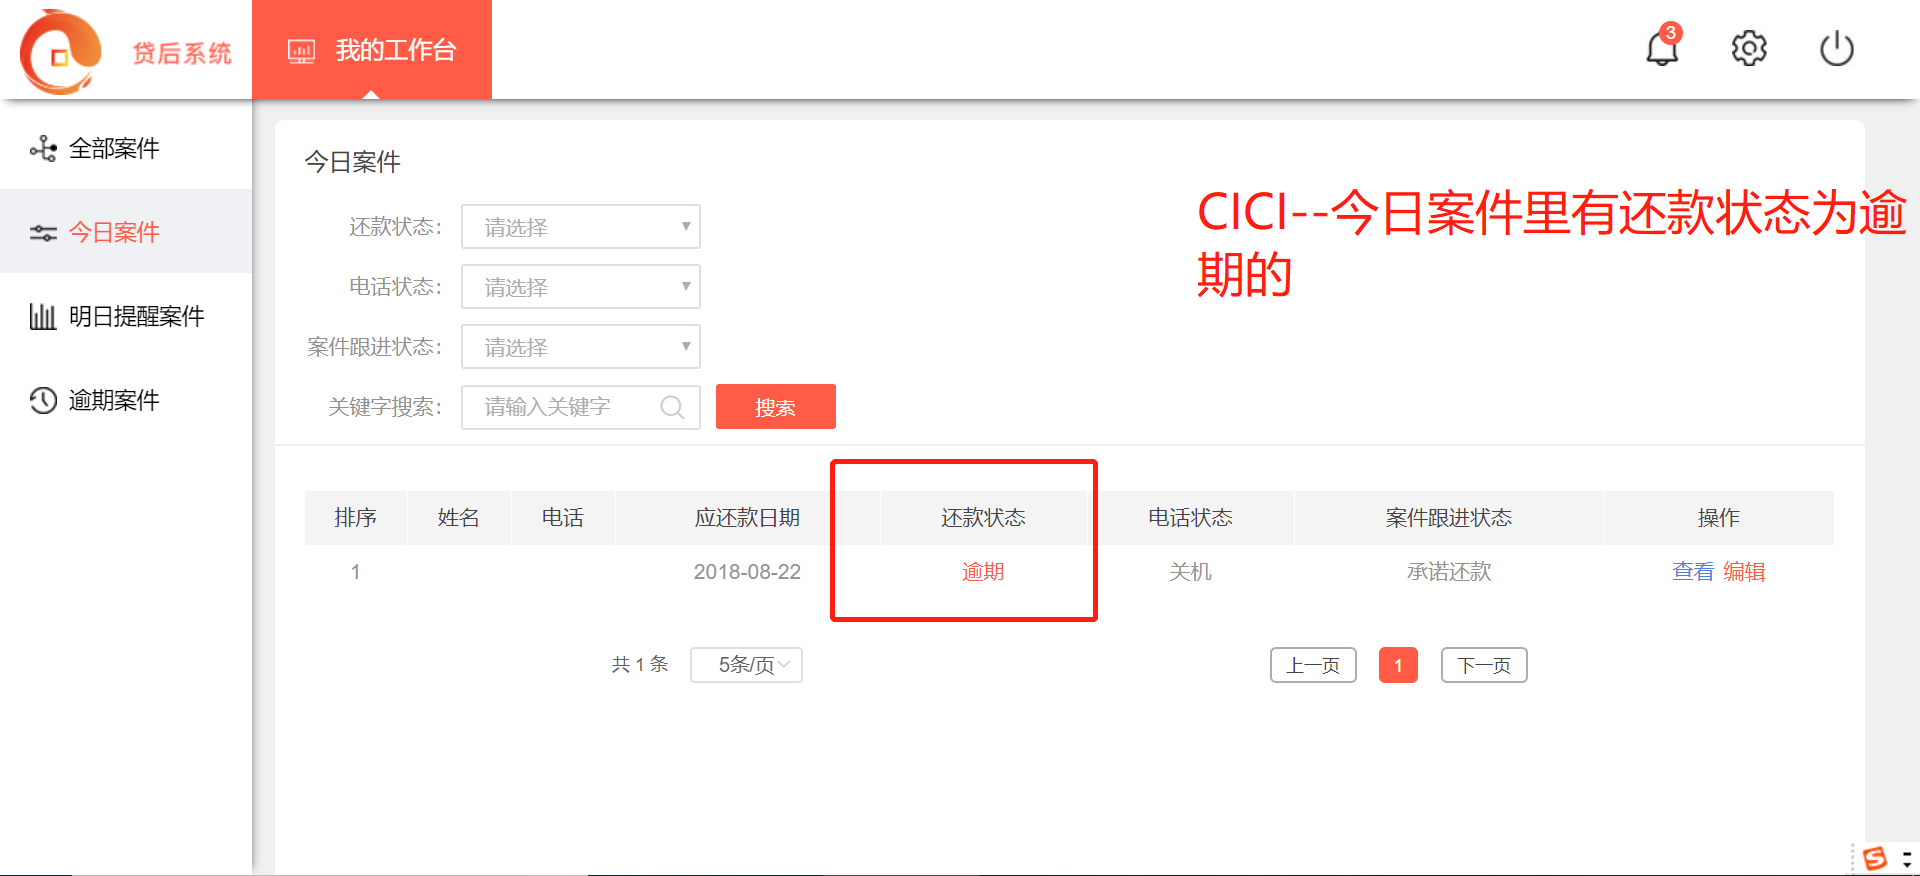 贷后系统
我的工作台
3
全部案件
今日案件
明日提醒案件
逾期案件
今日案件
CICI--今日案件里有还款状态为逾
期的
还款状态： 请选择
电话状态： 请选择
案件跟进状态： 请选择
关键字搜索： 请输入关键字 搜索
排序 姓名 电话 应还款日期 还款状态 电话状态 案件跟进状态 操作
1 2018-08-22 逾期 关机 承诺还款 查看 编辑
共 1 条 5条/页 上一页 1 下一页